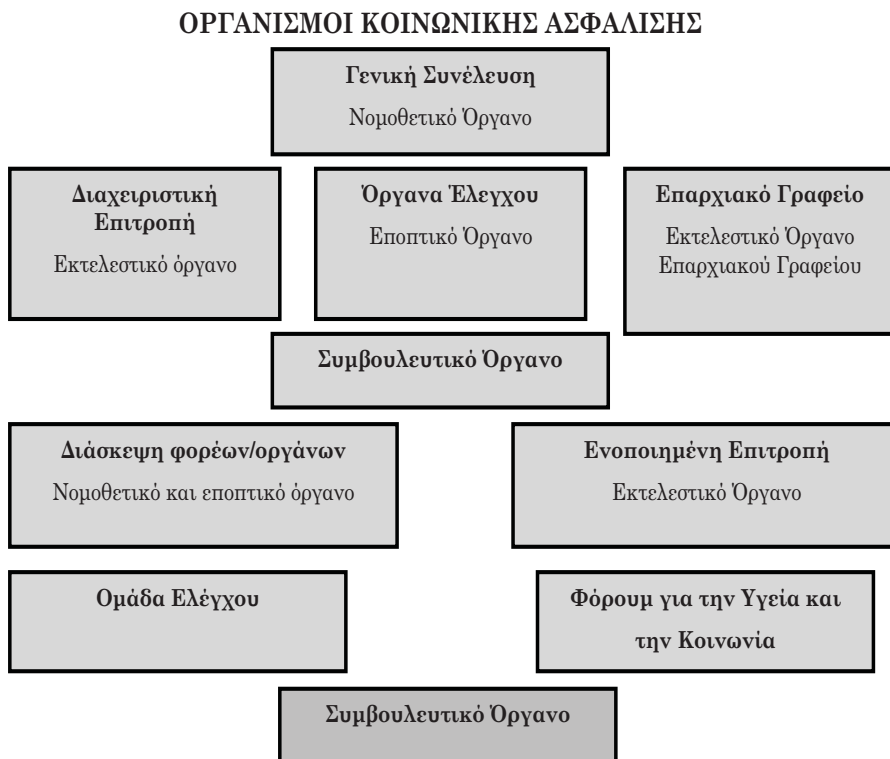 ΟΡΓΑΝΙΣΜΟΙ ΚΟΙΝΩΝΙΚΗΣ ΑΣΦΑΛΙΣΗΣ
Γενική Συνέλευση
Νομοθετικό Όργανο
Διαχειριστική
Επιτροπή
Εκτελεστικό όργανο
Όργανα Έλεγχου
Εποπτικό Όργανο
Επαρχιακό Γραφείο
Εκτελεστικό Όργανο
Επαρχιακού Γραφείου
Συμβουλευτικό Όργανο
Διάσκεψη φορέων/οργάνων
Νομοθετικό και εποπτικό όργανο
Ενοποιημένη Επιτροπή
Εκτελεστικό Όργανο
Ομάδα Ελέγχου
Φόρουμ για την Υγεία και
την Κοινωνία
Συμβουλευτικό Όργανο